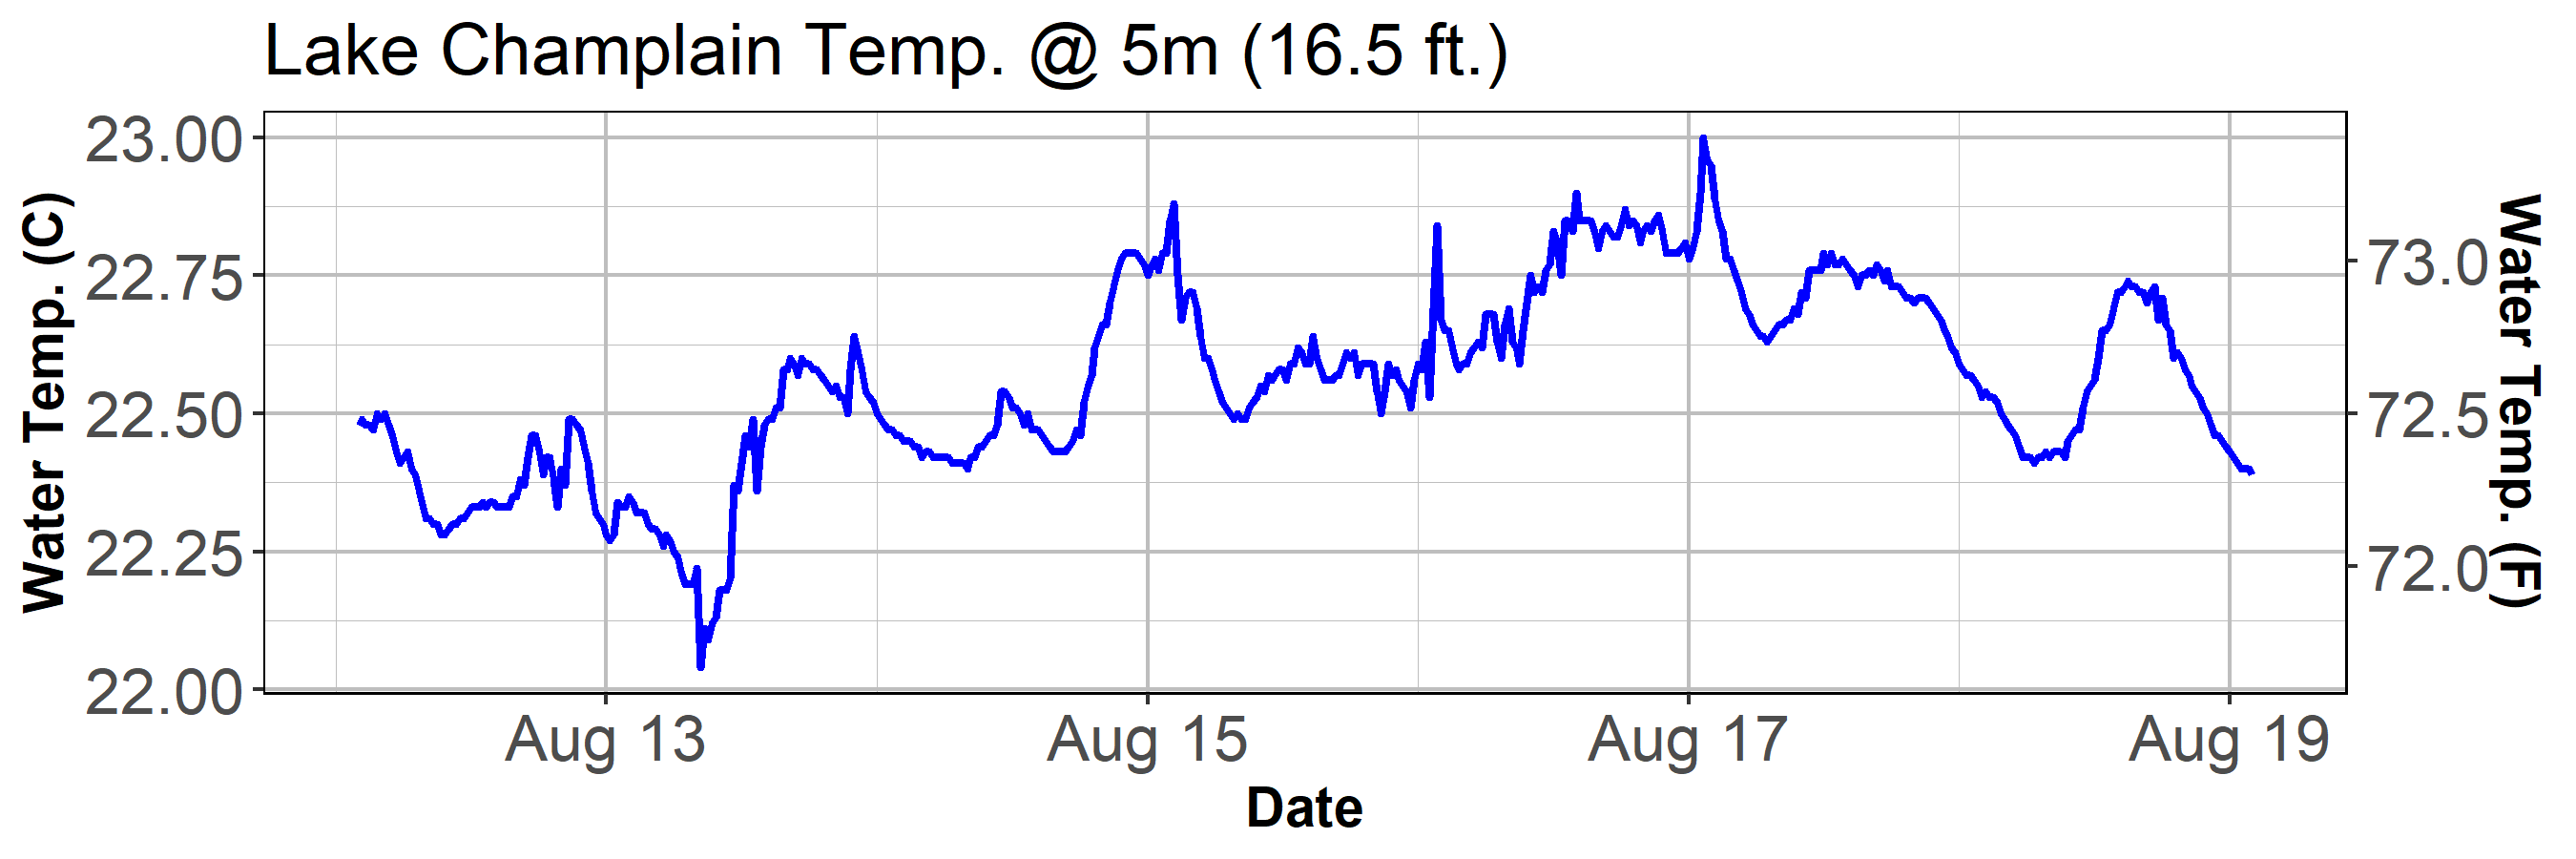 Lake Champlain Temp. @ 5m (16.5 ft.)
Water Temp. (C)
23.00
22.75
22.50
22.25
22.00
73.0
72.5
72.0
Water Temp. (F)
Aug 13
Aug 15
Aug 17
Aug 19
Date